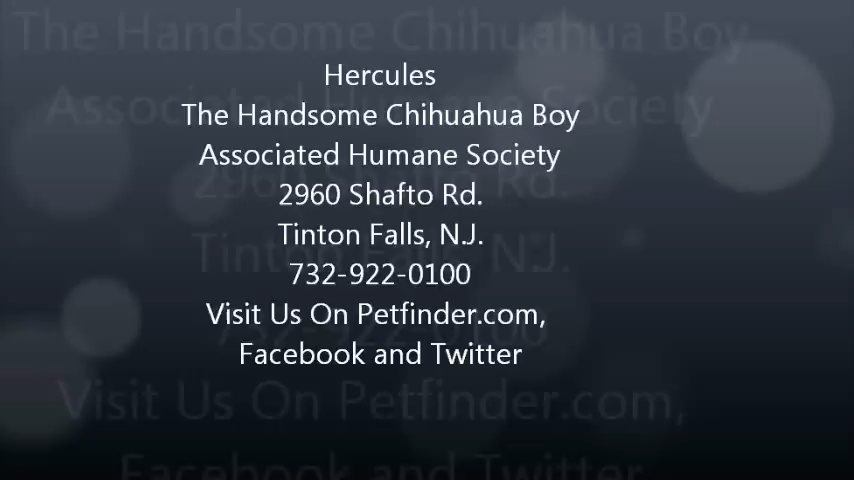 Hercules
The Handsome Chihuahua Boy
Associated Humane Society
2960 Shafto Rd.
Tinton Falls, N.J.
732-922-0100
Visit Us On Petfinder.com,
Facebook and Twitter